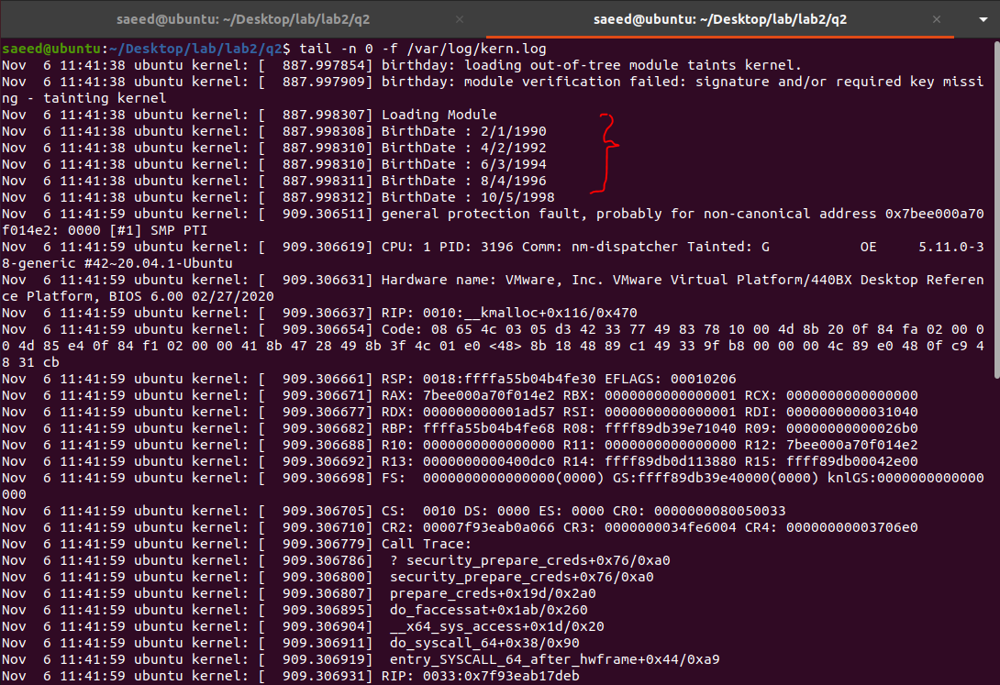 saeed@ubuntu: ~/Desktop/lab/lab2/q2 × saeed@ubuntu: ~/Desktop/lab/lab2/q2 ×
saeed@ubuntu:~/Desktop/lab/lab2/q2$ tail -n 0 -f /var/log/kern.log
Nov  6 11:41:38 ubuntu kernel: [  887.997854] birthday: loading out-of-tree module taints kernel.
Nov  6 11:41:38 ubuntu kernel: [  887.997909] birthday: module verification failed: signature and/or required key missi
ng - tainting kernel
Nov  6 11:41:38 ubuntu kernel: [  887.998307] Loading Module
Nov  6 11:41:38 ubuntu kernel: [  887.998308] BirthDate : 2/1/1990
Nov  6 11:41:38 ubuntu kernel: [  887.998310] BirthDate : 4/2/1992
Nov  6 11:41:38 ubuntu kernel: [  887.998310] BirthDate : 6/3/1994
Nov  6 11:41:38 ubuntu kernel: [  887.998311] BirthDate : 8/4/1996
Nov  6 11:41:38 ubuntu kernel: [  887.998312] BirthDate : 10/5/1998
Nov  6 11:41:59 ubuntu kernel: [  909.306511] general protection fault, probably for non-canonical address 0x7bee000a70
f014e2: 0000 [#1] SMP PTI
Nov  6 11:41:59 ubuntu kernel: [  909.306619] CPU: 1 PID: 3196 Comm: nm-dispatcher Tainted: G           OE     5.11.0-3
8-generic #42~20.04.1-Ubuntu
Nov  6 11:41:59 ubuntu kernel: [  909.306631] Hardware name: VMware, Inc. VMware Virtual Platform/440BX Desktop Referen
ce Platform, BIOS 6.00 02/27/2020
Nov  6 11:41:59 ubuntu kernel: [  909.306637] RIP: 0010:__kmalloc+0x116/0x470
Nov  6 11:41:59 ubuntu kernel: [  909.306654] Code: 08 65 4c 03 05 d3 42 33 77 49 83 78 10 00 4d 8b 20 0f 84 fa 02 00 0
0 4d 85 e4 0f 84 f1 02 00 00 41 8b 47 28 49 8b 3f 4c 01 e0 <48> 8b 18 48 89 c1 49 33 9f b8 00 00 00 4c 89 e0 48 0f c9 4
8 31 cb
Nov  6 11:41:59 ubuntu kernel: [  909.306661] RSP: 0018:ffffa55b04b4fe30 EFLAGS: 00010206
Nov  6 11:41:59 ubuntu kernel: [  909.306671] RAX: 7bee000a70f014e2 RBX: 0000000000000001 RCX: 0000000000000000
Nov  6 11:41:59 ubuntu kernel: [  909.306677] RDX: 000000000001ad57 RSI: 0000000000000001 RDI: 0000000000031040
Nov  6 11:41:59 ubuntu kernel: [  909.306682] RBP: ffffa55b04b4fe68 R08: ffff89db39e71040 R09: 00000000000026b0
Nov  6 11:41:59 ubuntu kernel: [  909.306688] R10: 0000000000000000 R11: 0000000000000000 R12: 7bee000a70f014e2
Nov  6 11:41:59 ubuntu kernel: [  909.306692] R13: 0000000000400dc0 R14: ffff89db0d113880 R15: ffff89db00042e00
Nov  6 11:41:59 ubuntu kernel: [  909.306698] FS:  0000000000000000(0000) GS:ffff89db39e40000(0000) knlGS:0000000000000
000
Nov  6 11:41:59 ubuntu kernel: [  909.306705] CS:  0010 DS: 0000 ES: 0000 CR0: 0000000080050033
Nov  6 11:41:59 ubuntu kernel: [  909.306710] CR2: 00007f93eab0a066 CR3: 0000000034fe6004 CR4: 00000000003706e0
Nov  6 11:41:59 ubuntu kernel: [  909.306779] Call Trace:
Nov  6 11:41:59 ubuntu kernel: [  909.306786]  ? security_prepare_creds+0x76/0xa0
Nov  6 11:41:59 ubuntu kernel: [  909.306800]  security_prepare_creds+0x76/0xa0
Nov  6 11:41:59 ubuntu kernel: [  909.306807]  prepare_creds+0x19d/0x2a0
Nov  6 11:41:59 ubuntu kernel: [  909.306895]  do_faccessat+0x1ab/0x260
Nov  6 11:41:59 ubuntu kernel: [  909.306904]  __x64_sys_access+0x1d/0x20
Nov  6 11:41:59 ubuntu kernel: [  909.306911]  do_syscall_64+0x38/0x90
Nov  6 11:41:59 ubuntu kernel: [  909.306919]  entry_SYSCALL_64_after_hwframe+0x44/0xa9
Nov  6 11:41:59 ubuntu kernel: [  909.306931] RIP: 0033:0x7f93eab17deb